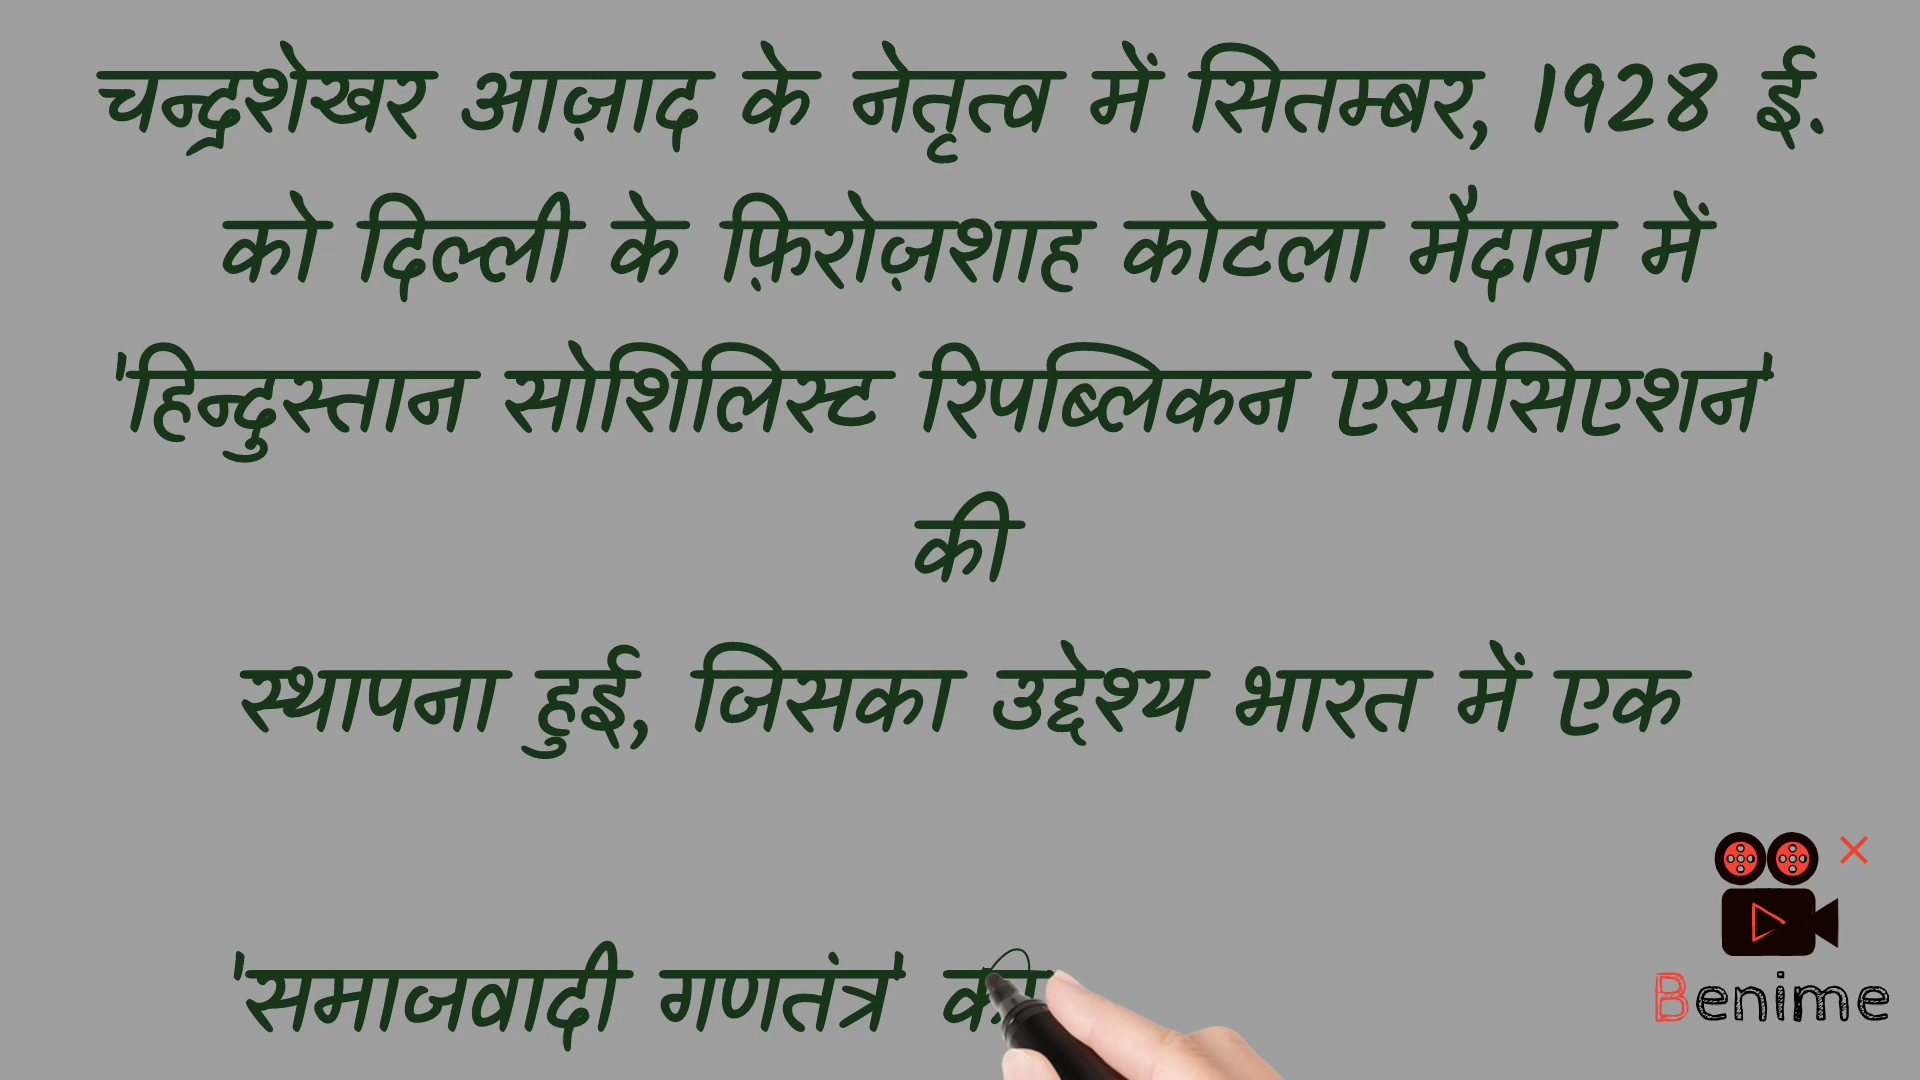 चन्द्रशेखर आज़ाद के नेतृत्व में सितम्बर, 1928 ई.
को दिल्ली के फ़िरोज़शाह कोटला मैदान में
'हिन्दुस्तान सोशिलिस्ट रिपब्लिकन एसोसिएशन'
की
स्थापना हुई, जिसका उद्देश्य भारत में एक
'समाजवादी गणतंत्र'
Benime